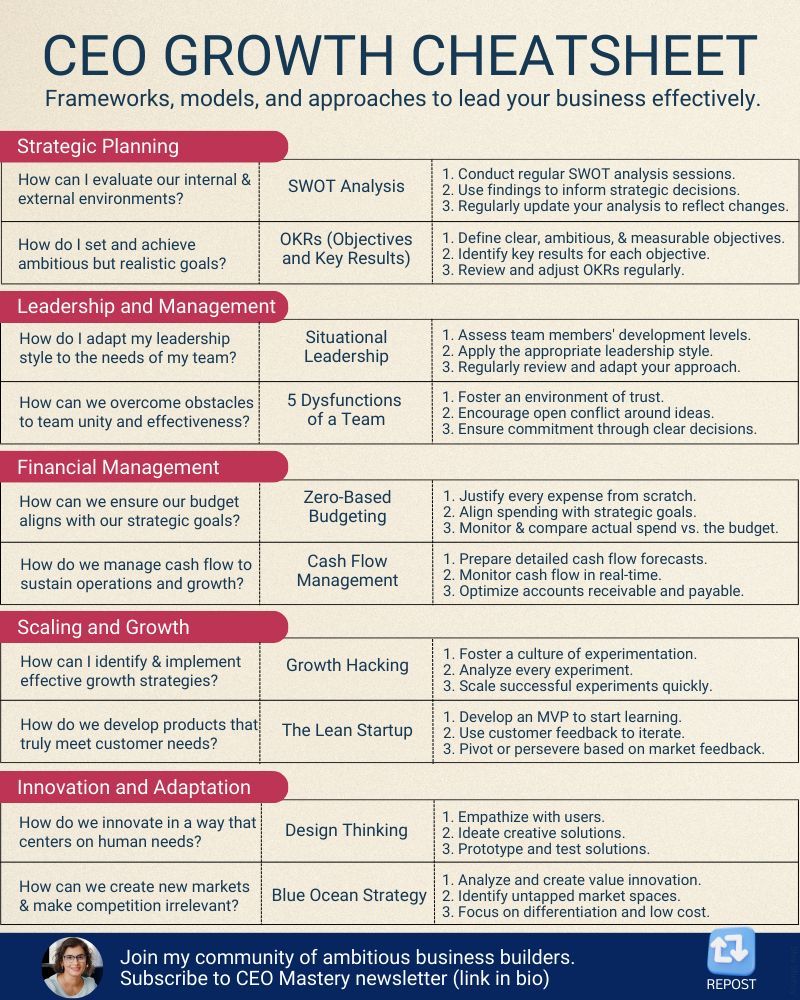 CEO GROWTH CHEATSHEET
Frameworks, models, and approaches to lead your business effectively.
Strategic Planning
How can I evaluate our internal &
external environments?
SWOT Analysis
1. Conduct regular SWOT analysis sessions.
2. Use findings to inform strategic decisions.
3. Regularly update your analysis to reflect changes.
How do I set and achieve
ambitious but realistic goals?
OKRs (Objectives
and Key Results)
1. Define clear, ambitious, & measurable objectives.
2. Identify key results for each objective.
3. Review and adjust OKRs regularly.
Leadership and Management
How do I adapt my leadership
style to the needs of my team?
Situational
Leadership
1. Assess team members' development levels.
2. Apply the appropriate leadership style.
3. Regularly review and adapt your approach.
How can we overcome obstacles
to team unity and effectiveness?
5 Dysfunctions
of a Team
1. Foster an environment of trust.
2. Encourage open conflict around ideas.
3. Ensure commitment through clear decisions.
Financial Management
How can we ensure our budget
aligns with our strategic goals?
Zero-Based
Budgeting
1. Justify every expense from scratch.
2. Align spending with strategic goals.
3. Monitor & compare actual spend vs. the budget.
How do we manage cash flow to
sustain operations and growth?
Cash Flow
Management
1. Prepare detailed cash flow forecasts.
2. Monitor cash flow in real-time.
3. Optimize accounts receivable and payable.
Scaling and Growth
How can I identify & implement
effective growth strategies?
Growth Hacking
1. Foster a culture of experimentation.
2. Analyze every experiment.
3. Scale successful experiments quickly.
How do we develop products that
truly meet customer needs?
The Lean Startup
1. Develop an MVP to start learning.
2. Use customer feedback to iterate.
3. Pivot or persevere based on market feedback.
Innovation and Adaptation
How do we innovate in a way that
centers on human needs?
Design Thinking
1. Empathize with users.
2. Ideate creative solutions.
3. Prototype and test solutions.
How can we create new markets
& make competition irrelevant?
Blue Ocean Strategy
1. Analyze and create value innovation.
2. Identify untapped market spaces.
3. Focus on differentiation and low cost.
Join my community of ambitious business builders.
Subscribe to CEO Mastery newsletter (link in bio)
REPOST